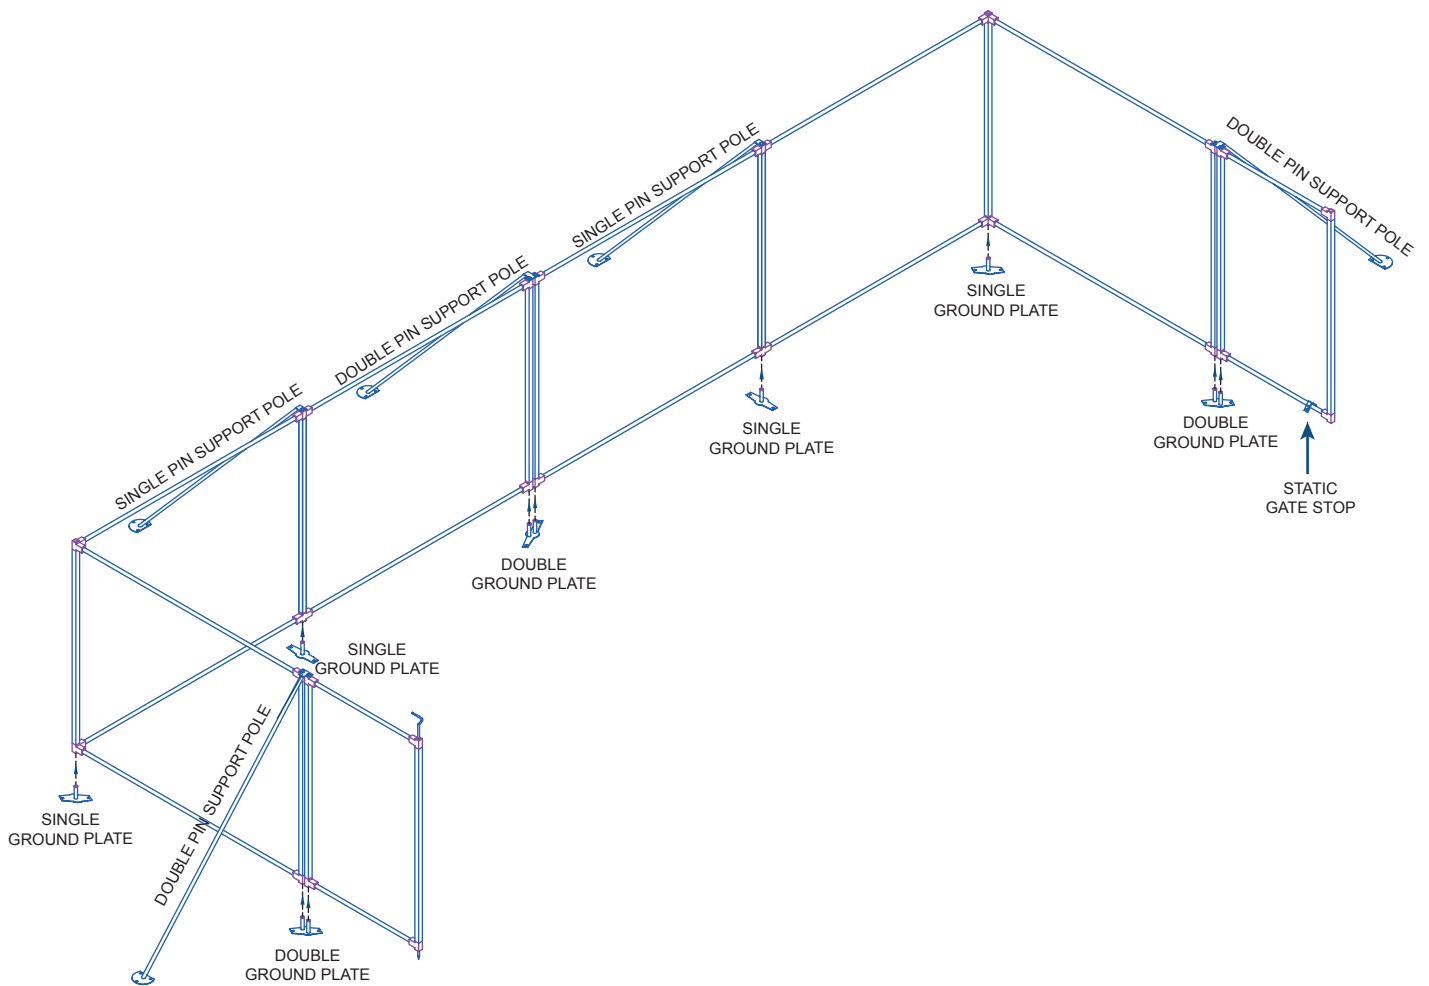 DOUBLE PIN SUPPORT POLE
SINGLE PIN SUPPORT POLE
DOUBLE PIN SUPPORT POLE
SINGLE PIN SUPPORT POLE
SINGLE
GROUND PLATE
SINGLE
GROUND PLATE
DOUBLE
GROUND PLATE
STATIC
GATE STOP
DOUBLE
GROUND PLATE
SINGLE
GROUND PLATE
DOUBLE PIN SUPPORT POLE
SINGLE
GROUND PLATE
DOUBLE
GROUND PLATE